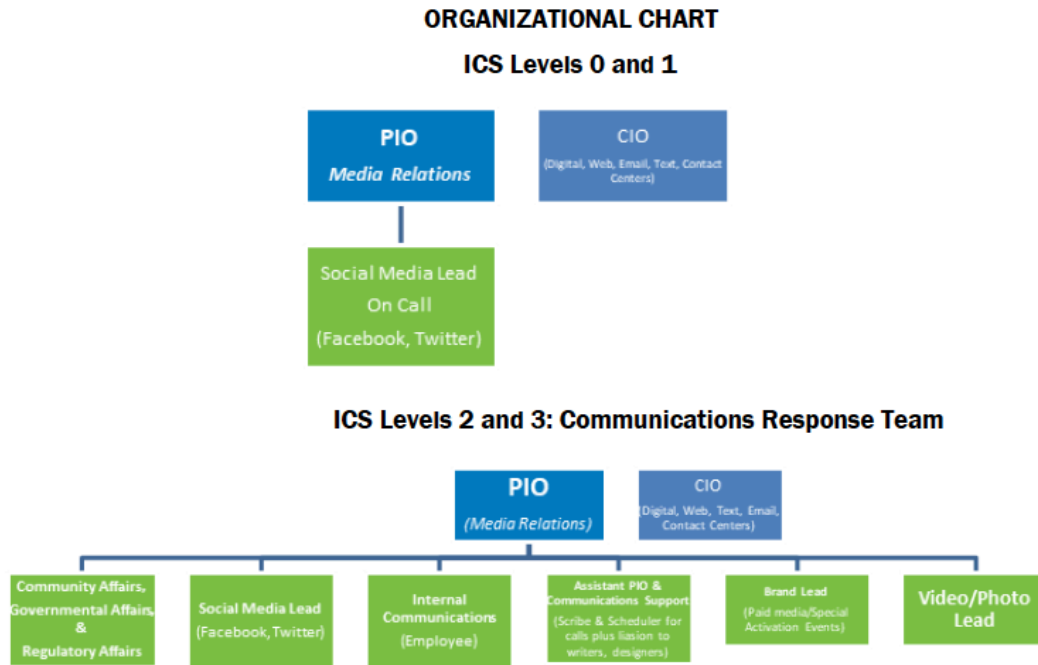 ORGANIZATIONAL CHART
ICS Levels 0 and 1
PIO
Media Relations
CIO
(Digital, Web, Email, Text, Contact
Centers)
Social Media Lead
On Call
(Facebook, Twitter)
ICS Levels 2 and 3: Communications Response Team
PIO
(Media Relations)
CIO
(Digital, Web, Text, Email,
Contact Centers)
Community Affairs,
Governmental Affairs,
&
Regulatory Affairs
Social Media Lead
(Facebook, Twitter)
Internal
Communications
(Employee)
Assistant PIO &
Communications Support
(Scribe & Scheduler for
calls plus liasion to
writers, designers)
Brand Lead
(Paid media/Special
Activation Events)
Video/Photo
Lead